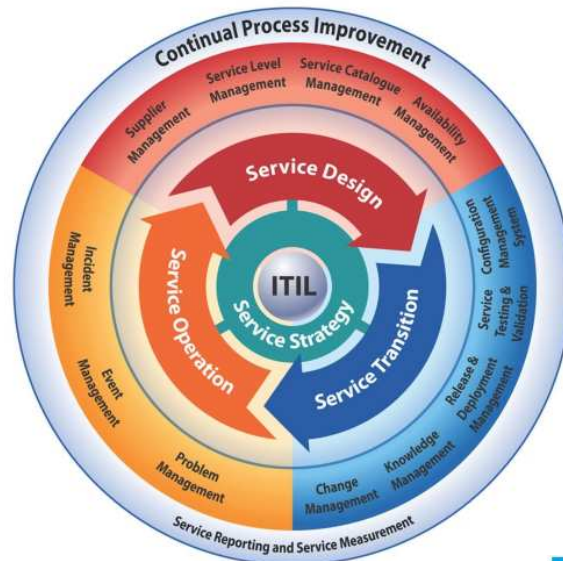 Continual Process Improvement
Supplier
Management
Service Level
Management
Service Catalogue
Management
Availability
Management
Configuration
Management
System
Service
Testing &
Validation
Release &
Deployment
Management
Knowledge
Management
Change
Management
Problem
Management
Event
Management
Incident
Management
Service Design
Service Transition
Service Operation
Service Strategy
ITIL
Service Reporting and Service Measurement